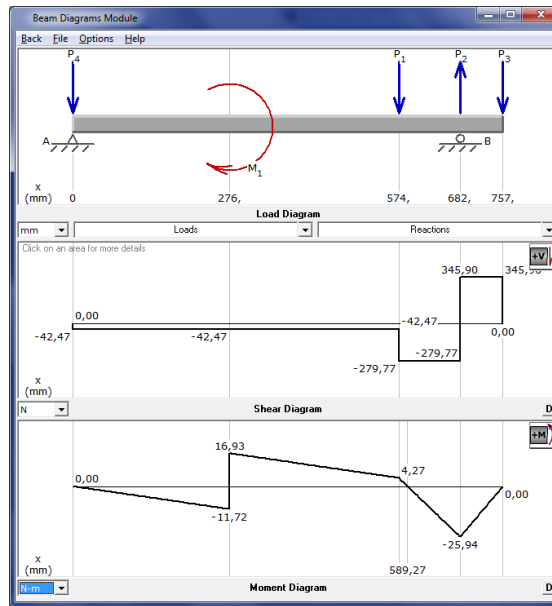 Beam Diagrams Module
Back File Options Help
P4 P1 P2 P3
A B
M1
x
(mm) 0 276, 574, 682, 757,
Load Diagram
mm Loads Reactions
Click on an area for more details
+V
345,90 345,90
0,00 -42,47
-42,47 -42,47 0,00
-279,77
-279,77
x
(mm)
N Shear Diagram D
+M
16,93
0,00 4,27
0,00
-11,72
-25,94
x
(mm) 589,27
N-m Moment Diagram D